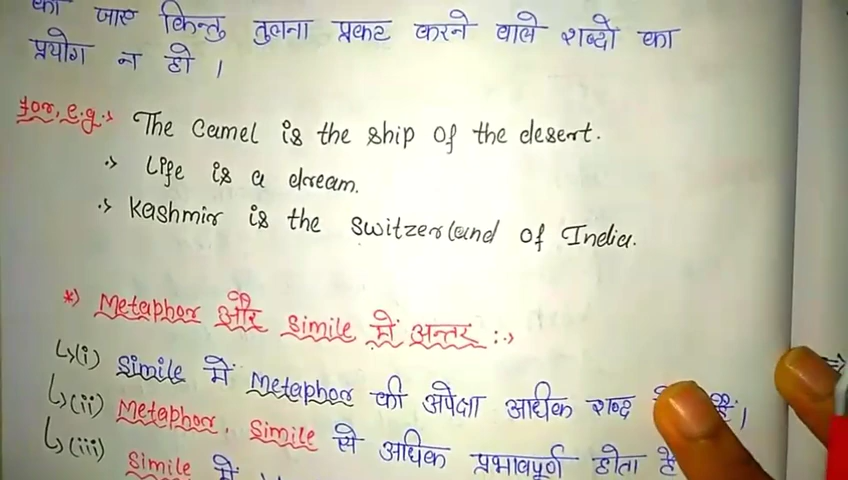 की जाए किन्तु तुलना प्रकट करने वाले शब्दो का
प्रयोग न हो ।
For, e.g.:> The Camel is the ship of the desert.
:> Life is a dream.
:> Kashmir is the Switzerland of India.
*) Metaphor और Simile में अन्तर :->
↳(i) Simile में Metaphor की अपेक्षा अधिक शब्द हैं।
↳(ii) Metaphor, Simile से अधिक प्रभावपूर्ण होता है
↳(iii) Simile में